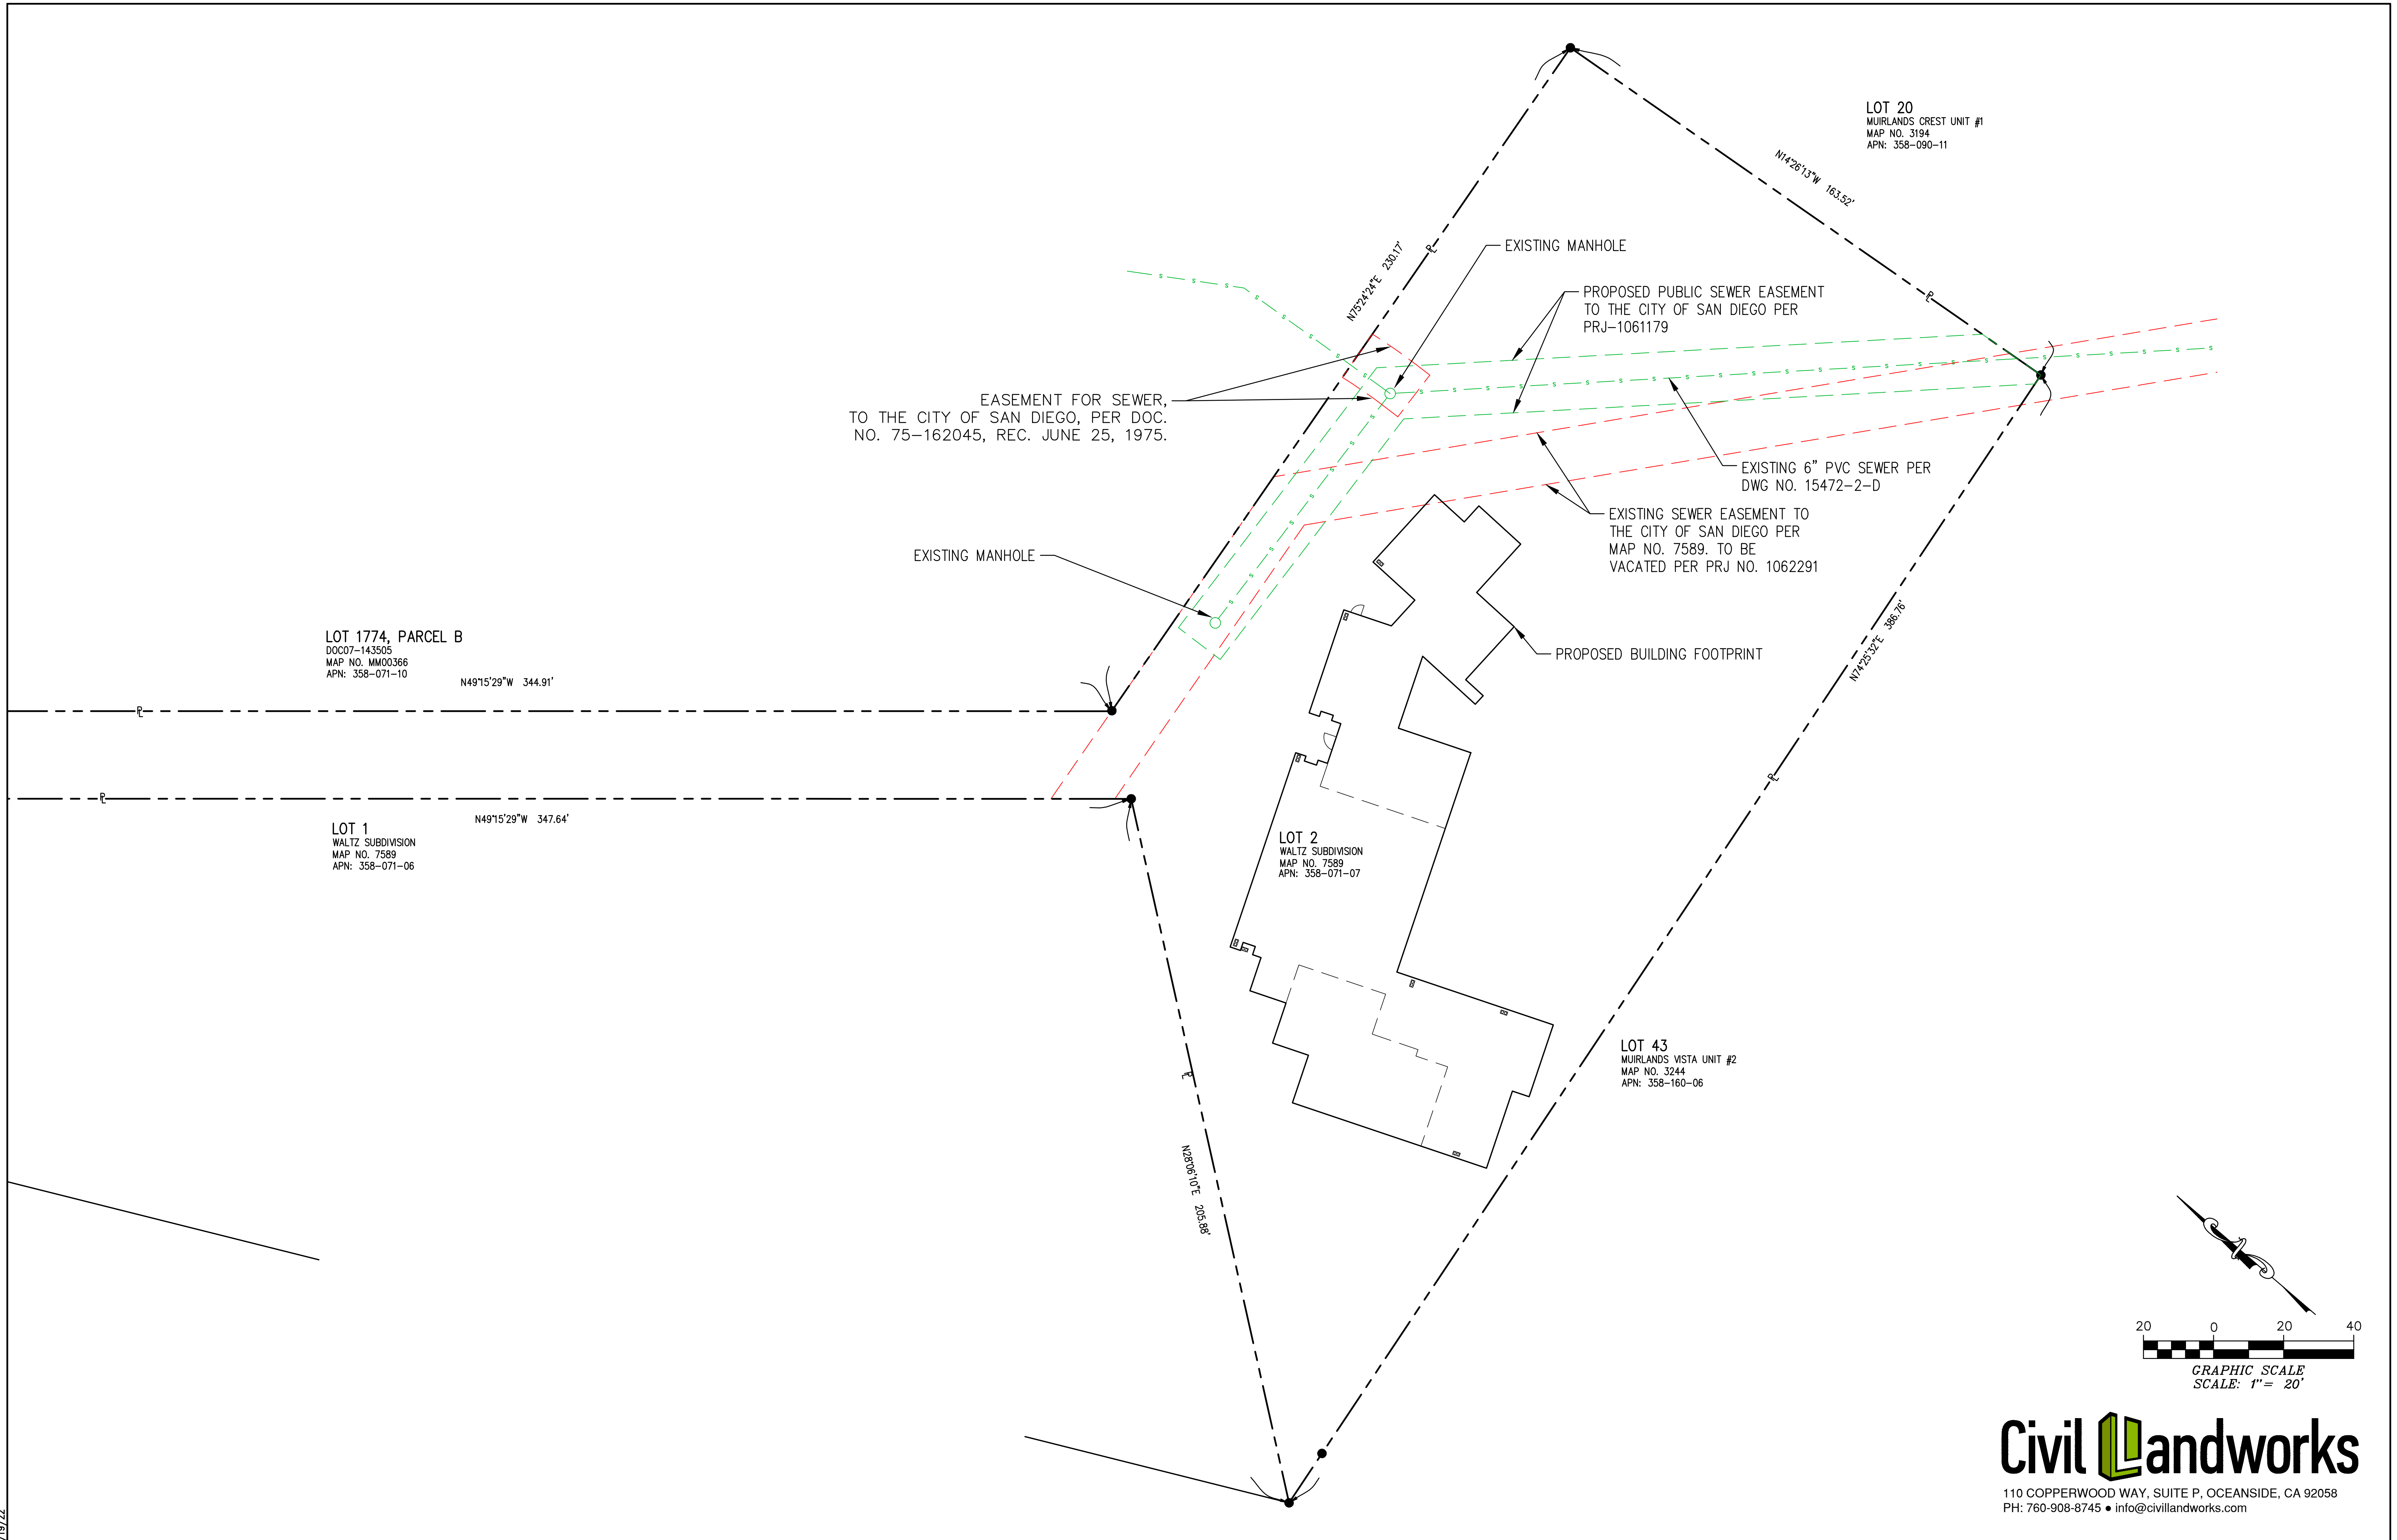 LOT 20
MUIRLANDS CREST UNIT #1
MAP NO. 3194
APN: 358-090-11
N14°26'13"W 163.52'
N75°24'24"E 230.17'
EXISTING MANHOLE
PROPOSED PUBLIC SEWER EASEMENT
TO THE CITY OF SAN DIEGO PER
PRJ-1061179
EASEMENT FOR SEWER,
TO THE CITY OF SAN DIEGO, PER DOC.
NO. 75-162045, REC. JUNE 25, 1975.
EXISTING 6" PVC SEWER PER
DWG NO. 15472-2-D
EXISTING SEWER EASEMENT TO
THE CITY OF SAN DIEGO PER
MAP NO. 7589. TO BE
VACATED PER PRJ NO. 1062291
EXISTING MANHOLE
PROPOSED BUILDING FOOTPRINT
N74°25'32"E 386.76'
LOT 1774, PARCEL B
DOC07-143505
MAP NO. MM00366
APN: 358-071-10
N49°15'29"W 344.91'
N49°15'29"W 347.64'
LOT 1
WALTZ SUBDIVISION
MAP NO. 7589
APN: 358-071-06
LOT 2
WALTZ SUBDIVISION
MAP NO. 7589
APN: 358-071-07
LOT 43
MUIRLANDS VISTA UNIT #2
MAP NO. 3244
APN: 358-160-06
N28°06'10"E 205.88'
20 0 20 40
GRAPHIC SCALE
SCALE: 1"= 20'
Civil Landworks
110 COPPERWOOD WAY, SUITE P, OCEANSIDE, CA 92058
PH: 760-908-8745 ● info@civillandworks.com